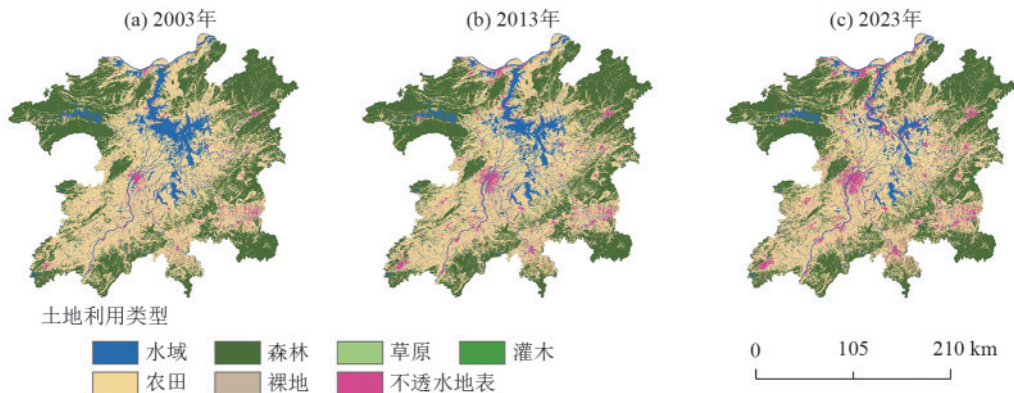 (a) 2003年
(b) 2013年
(c) 2023年
土地利用类型
水域
森林
草原
灌木
农田
裸地
不透水地表
0
105
210 km